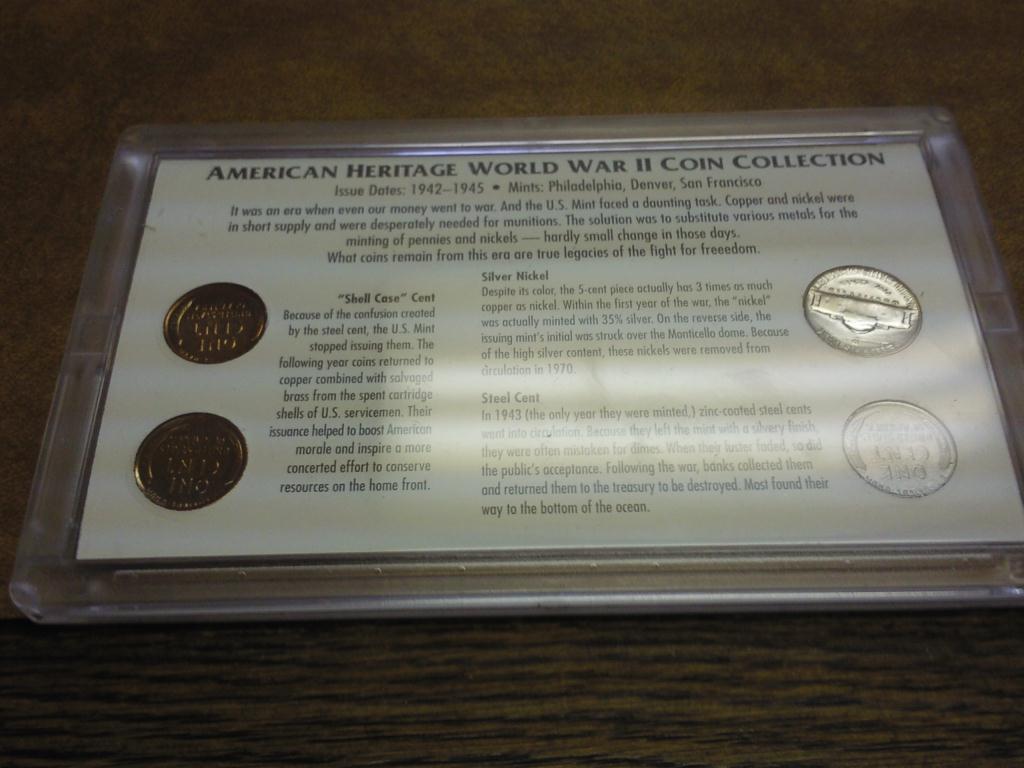 AMERICAN HERITAGE WORLD WAR II COIN COLLECTION
Issue Dates: 1942–1945 • Mints: Philadelphia, Denver, San Francisco
It was an era when even our money went to war. And the U.S. Mint faced a daunting task. Copper and nickel were
in short supply and were desperately needed for munitions. The solution was to substitute various metals for the
minting of pennies and nickels — hardly small change in those days.
What coins remain from this era are true legacies of the fight for freeedom.
"Shell Case" Cent
Because of the confusion created
by the steel cent, the U.S. Mint
stopped issuing them. The
following year coins returned to
copper combined with salvaged
brass from the spent cartridge
shells of U.S. servicemen. Their
issuance helped to boost American
morale and inspire a more
concerted effort to conserve
resources on the home front.
Silver Nickel
Despite its color, the 5-cent piece actually has 3 times as much
copper as nickel. Within the first year of the war, the "nickel"
was actually minted with 35% silver. On the reverse side, the
issuing mint's initial was struck over the Monticello dome. Because
of the high silver content, these nickels were removed from
circulation in 1970.
Steel Cent
In 1943 (the only year they were minted,) zinc-coated steel cents
went into circulation. Because they left the mint with a silvery finish,
they were often mistaken for dimes. When their luster faded, so did
the public's acceptance. Following the war, banks collected them
and returned them to the treasury to be destroyed. Most found their
way to the bottom of the ocean.
ONE
CENT